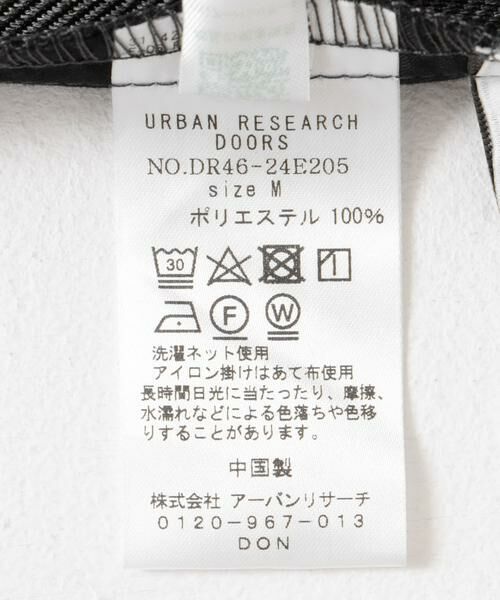 URBAN RESEARCH
DOORS
NO.DR46-24E205
size M
ポリエステル 100%
30
F
W
洗濯ネット使用
アイロン掛けはあて布使用
長時間日光に当たったり、摩擦、
水濡れなどによる色落ちや色移
りすることがあります。
中国製
株式会社 アーバンリサーチ
0120-967-013
DON